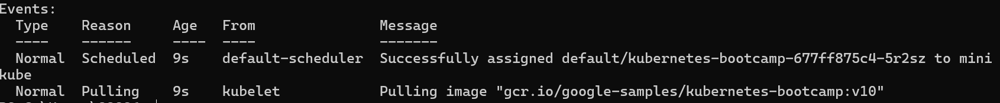 Events:
  Type    Reason     Age   From               Message
  ----    ------     ----  ----               -------
  Normal  Scheduled  9s    default-scheduler  Successfully assigned default/kubernetes-bootcamp-677ff875c4-5r2sz to mini
kube
  Normal  Pulling    9s    kubelet            Pulling image "gcr.io/google-samples/kubernetes-bootcamp:v10"